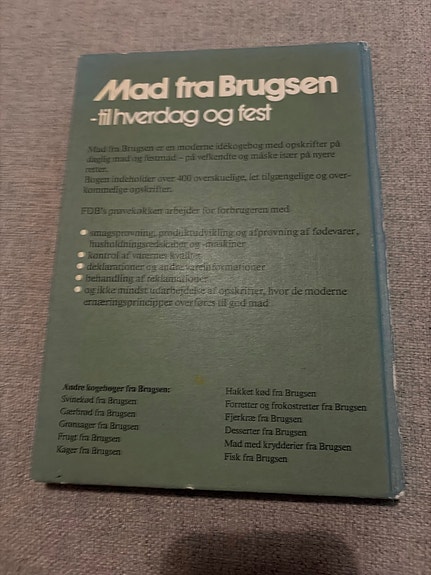 Mad fra Brugsen
- til hverdag og fest
Mad fra Brugsen er en moderne idékogebog med opskrifter på
daglig mad og festmad – på velkendte og måske især på nyere
retter.
Bogen indeholder over 400 overskuelige, let tilgængelige og over-
kommelige opskrifter.
FDB's prøvekøkken arbejder for forbrugeren med
smagsprøvning, produktudvikling og afprøvning af fødevarer,
husholdningsredskaber og -maskiner
kontrol af varernes kvalitet
deklarationer og andre vareinformationer
behandling af reklamationer
og ikke mindst udarbejdelse af opskrifter, hvor de moderne
ernæringsprincipper overføres til god mad
Andre kogebøger fra Brugsen:
Svinekød fra Brugsen
Gærbrød fra Brugsen
Grønsager fra Brugsen
Frugt fra Brugsen
Kager fra Brugsen
Hakket kød fra Brugsen
Forretter og frokostretter fra Brugsen
Fjerkræ fra Brugsen
Desserter fra Brugsen
Mad med krydderier fra Brugsen
Fisk fra Brugsen